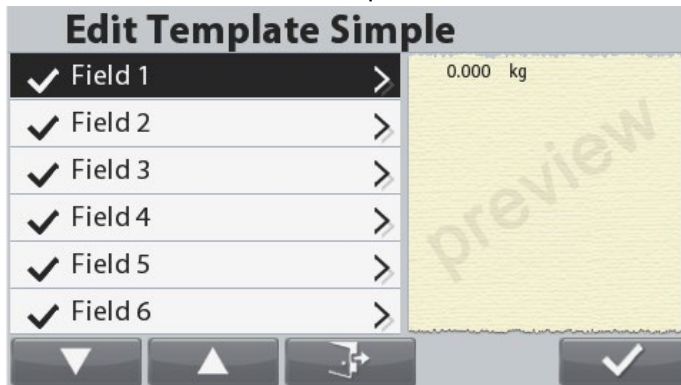 Edit Template Simple
Field 1
Field 2
Field 3
Field 4
Field 5
Field 6
0.000 kg
preview